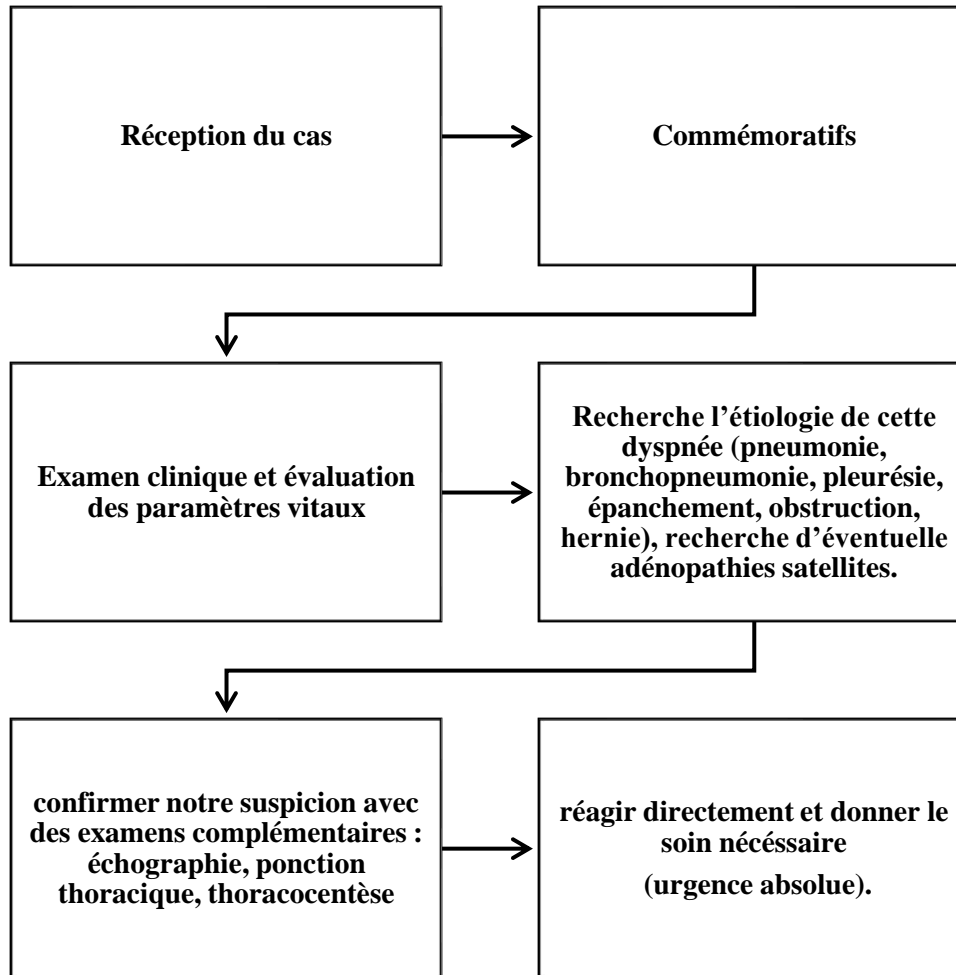 Réception du cas
Commémoratifs
Examen clinique et évaluation
des paramètres vitaux
Recherche l’étiologie de cette
dyspnée (pneumonie,
bronchopneumonie, pleurésie,
épanchement, obstruction,
hernie), recherche d’éventuelle
adénopathies satellites.
confirmer notre suspicion avec
des examens complémentaires :
échographie, ponction
thoracique, thoracocentèse
réagir directement et donner le
soin nécéssaire
(urgence absolue).